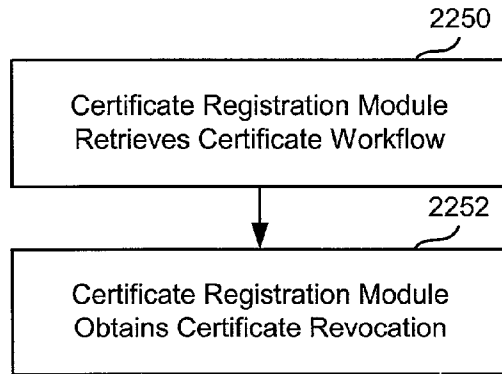 2250
Certificate Registration Module
Retrieves Certificate Workflow
2252
Certificate Registration Module
Obtains Certificate Revocation